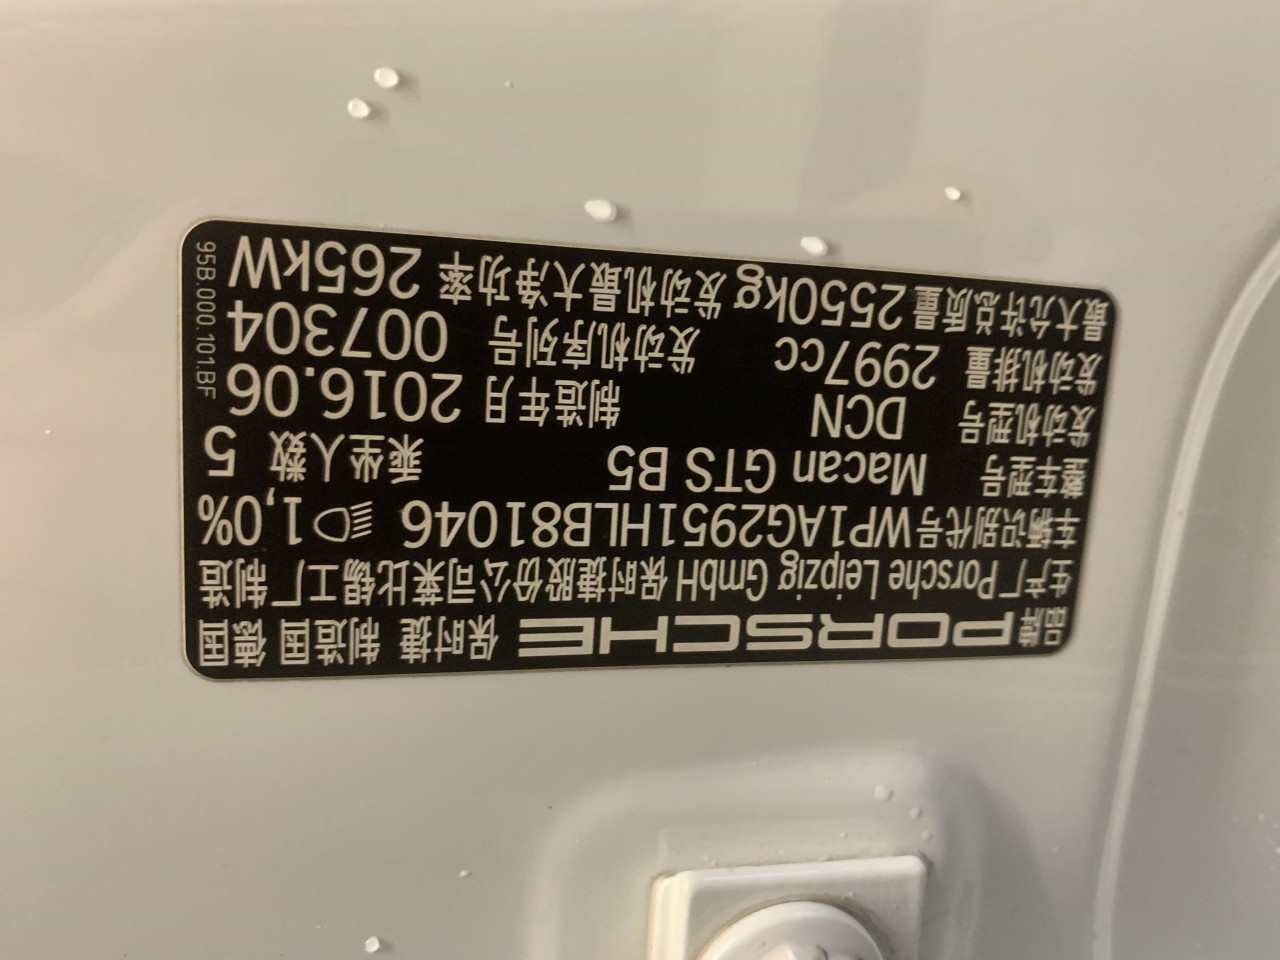 品牌 PORSCHE 保时捷 制造国 德国
生产厂 Porsche Leipzig GmbH 保时捷股份公司莱比锡工厂 制造
车辆识别代号 WP1AG2951HLB81046 1,0%
整车型号 Macan GTS B5 乘坐人数 5
发动机型号 DCN 制造年月 2016.06
发动机排量 2997cc 发动机序列号 007304
最大允许总质量 2550kg 发动机最大净功率 265kW
95B.000.101.BF